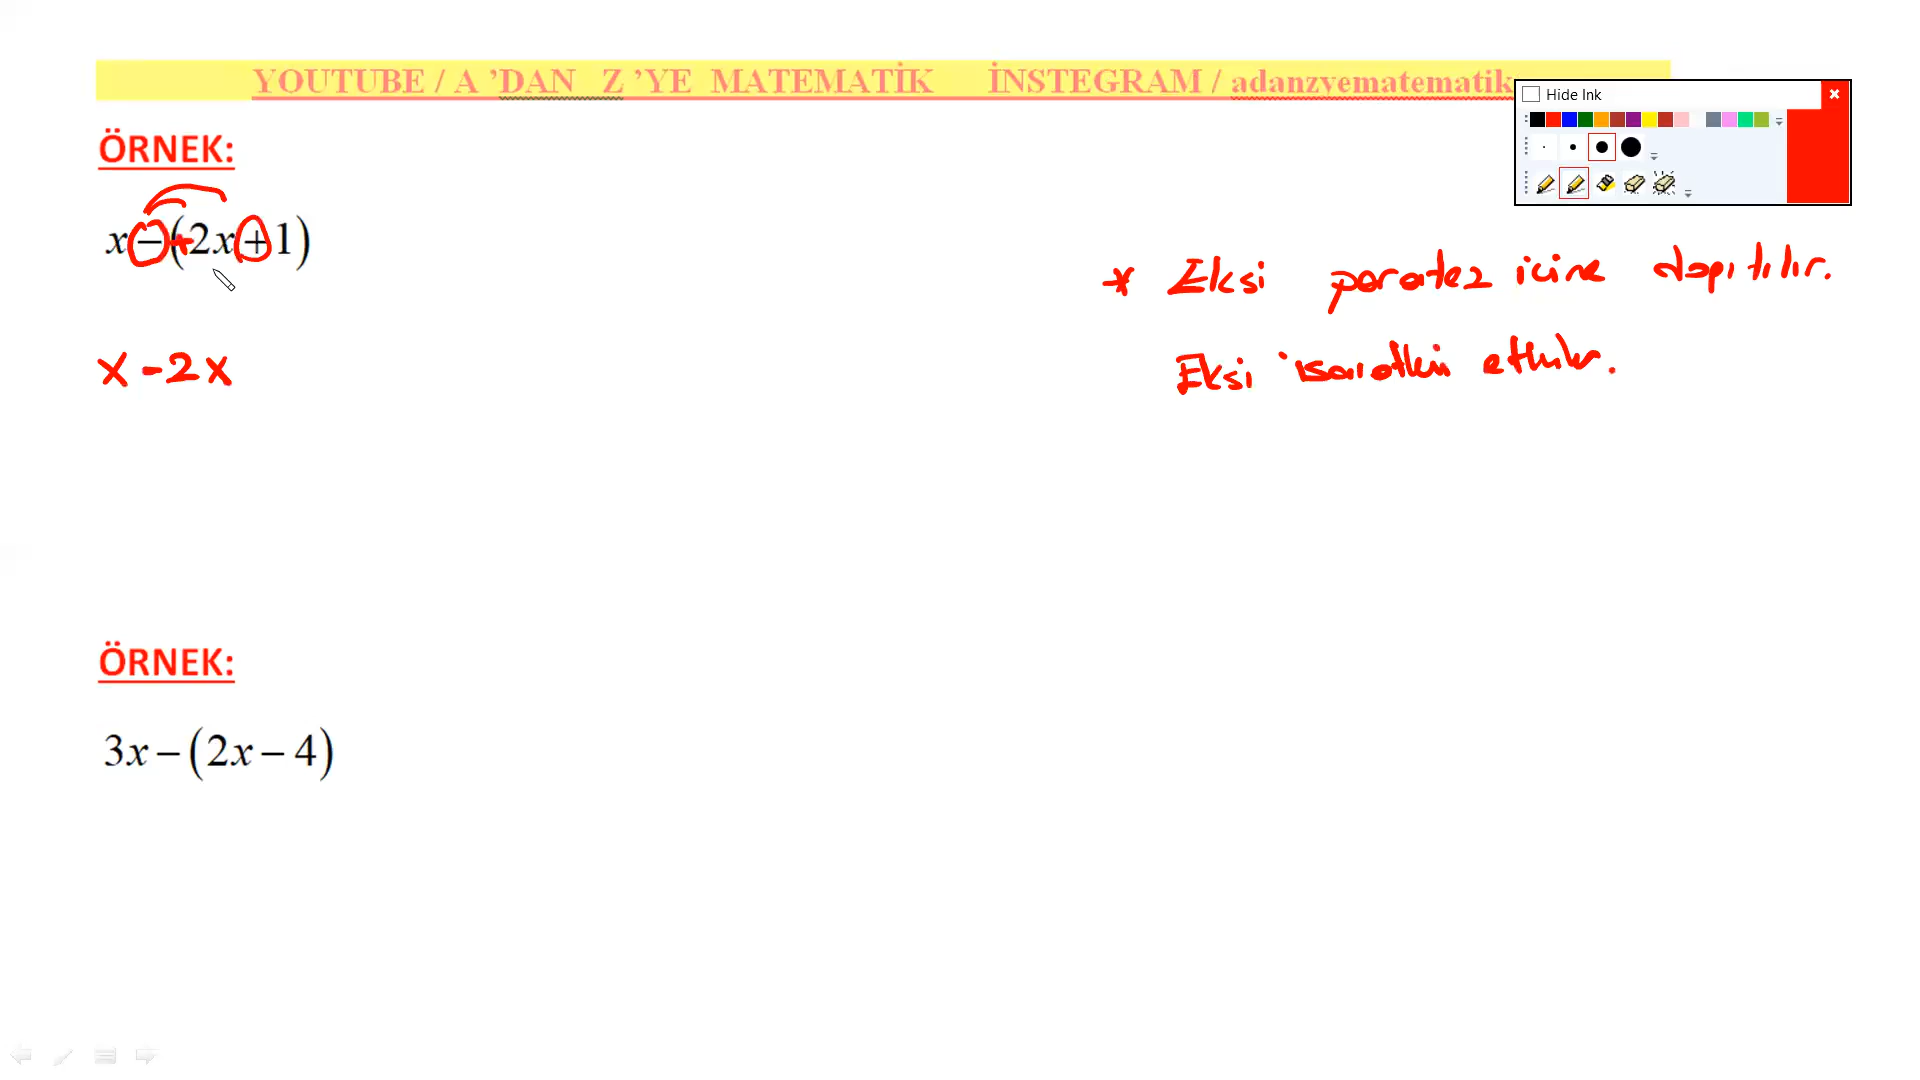 YOUTUBE / A ’DAN Z ’YE MATEMATİK İNSTEGRAM / adanzyematematik
Hide Ink
ÖRNEK:
x-(+2x+1)
* Eksi paratez içine dağıtılır.
x-2x
Eksi işaretleri etkiler.
ÖRNEK:
3x-(2x-4)